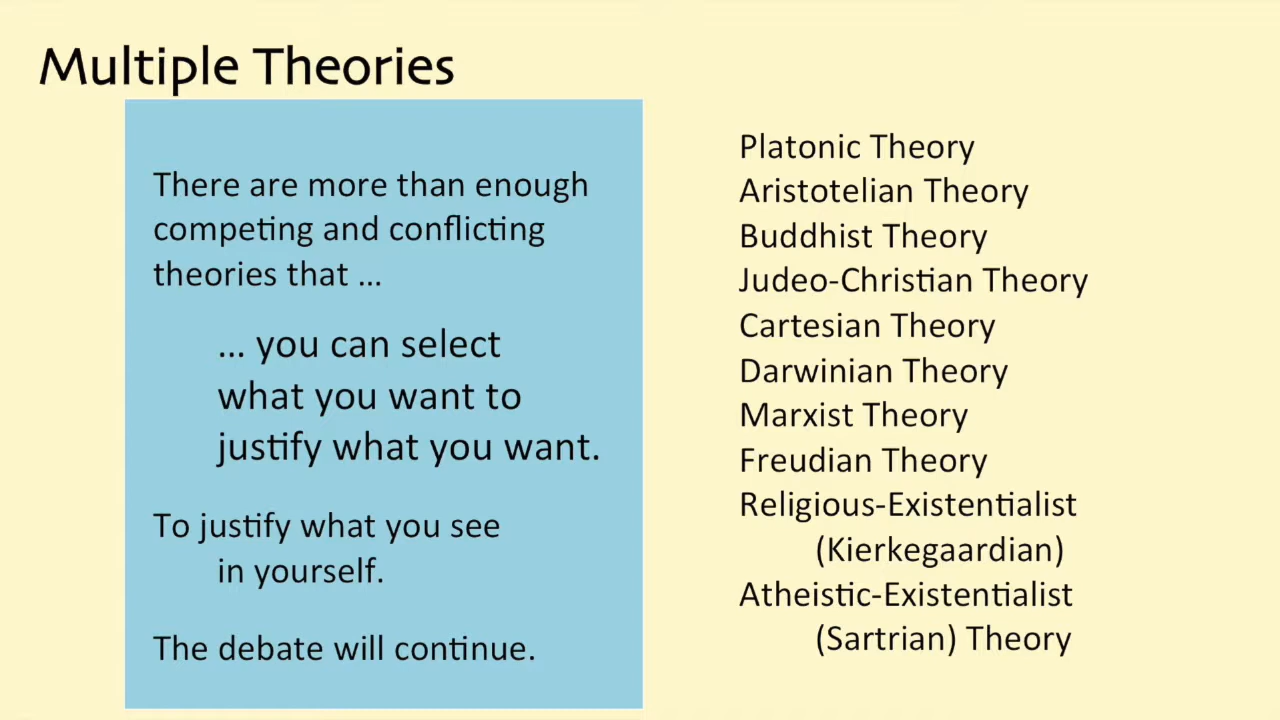 Multiple Theories
There are more than enough
competing and conflicting
theories that ...
... you can select
what you want to
justify what you want.
To justify what you see
in yourself.
The debate will continue.
Platonic Theory
Aristotelian Theory
Buddhist Theory
Judeo-Christian Theory
Cartesian Theory
Darwinian Theory
Marxist Theory
Freudian Theory
Religious-Existentialist
(Kierkegaardian)
Atheistic-Existentialist
(Sartrian) Theory